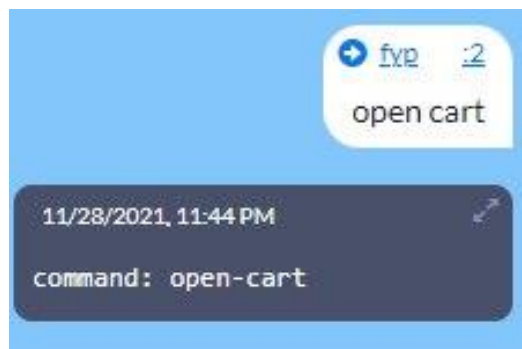 fyp :2
open cart
11/28/2021, 11:44 PM
command: open-cart